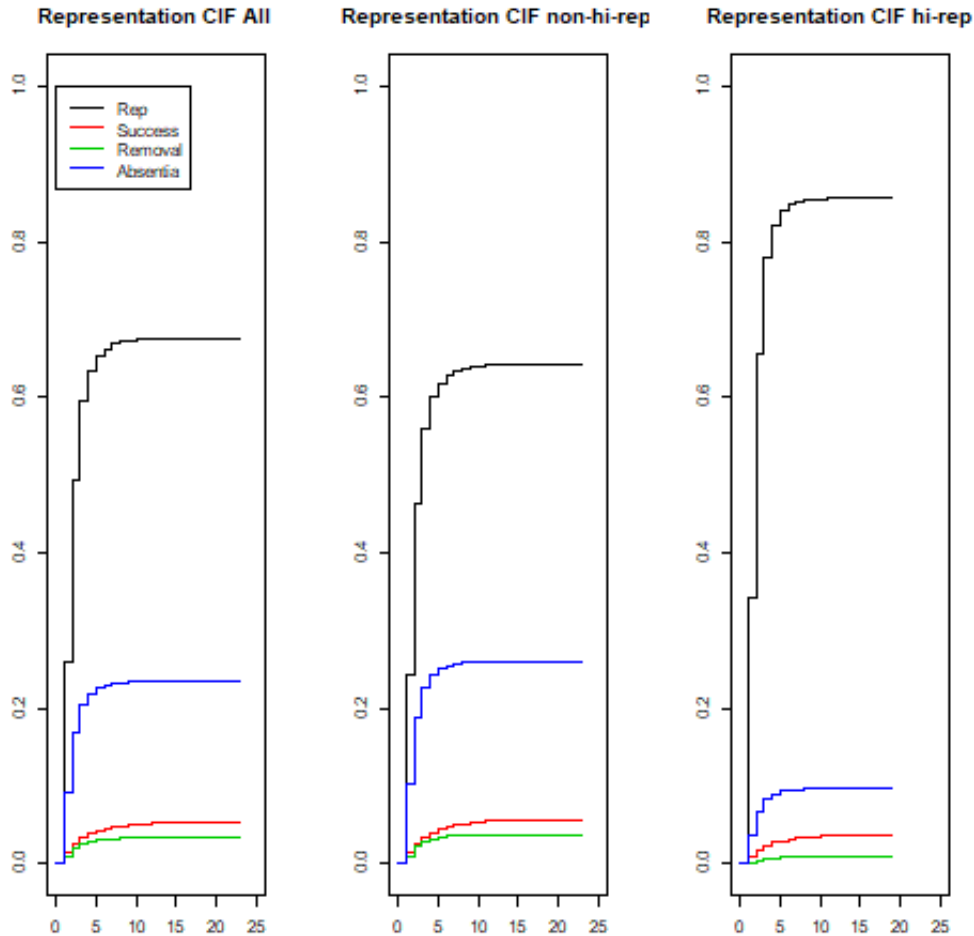 Representation CIF All
Representation CIF non-hi-rep
Representation CIF hi-rep
1.0
0.8
0.6
0.4
0.2
0.0
Rep
Success
Removal
Absentia
0 5 10 15 20 25
1.0
0.8
0.6
0.4
0.2
0.0
0 5 10 15 20 25
1.0
0.8
0.6
0.4
0.2
0.0
0 5 10 15 20 25